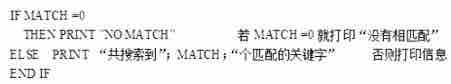 IF MATCH =0
THEN PRINT "NO MATCH" 若 MATCH =0 就打印“没有相匹配”
ELSE PRINT “共搜索到”; MATCH ; “个匹配的关键字” 否则打印信息
END IF